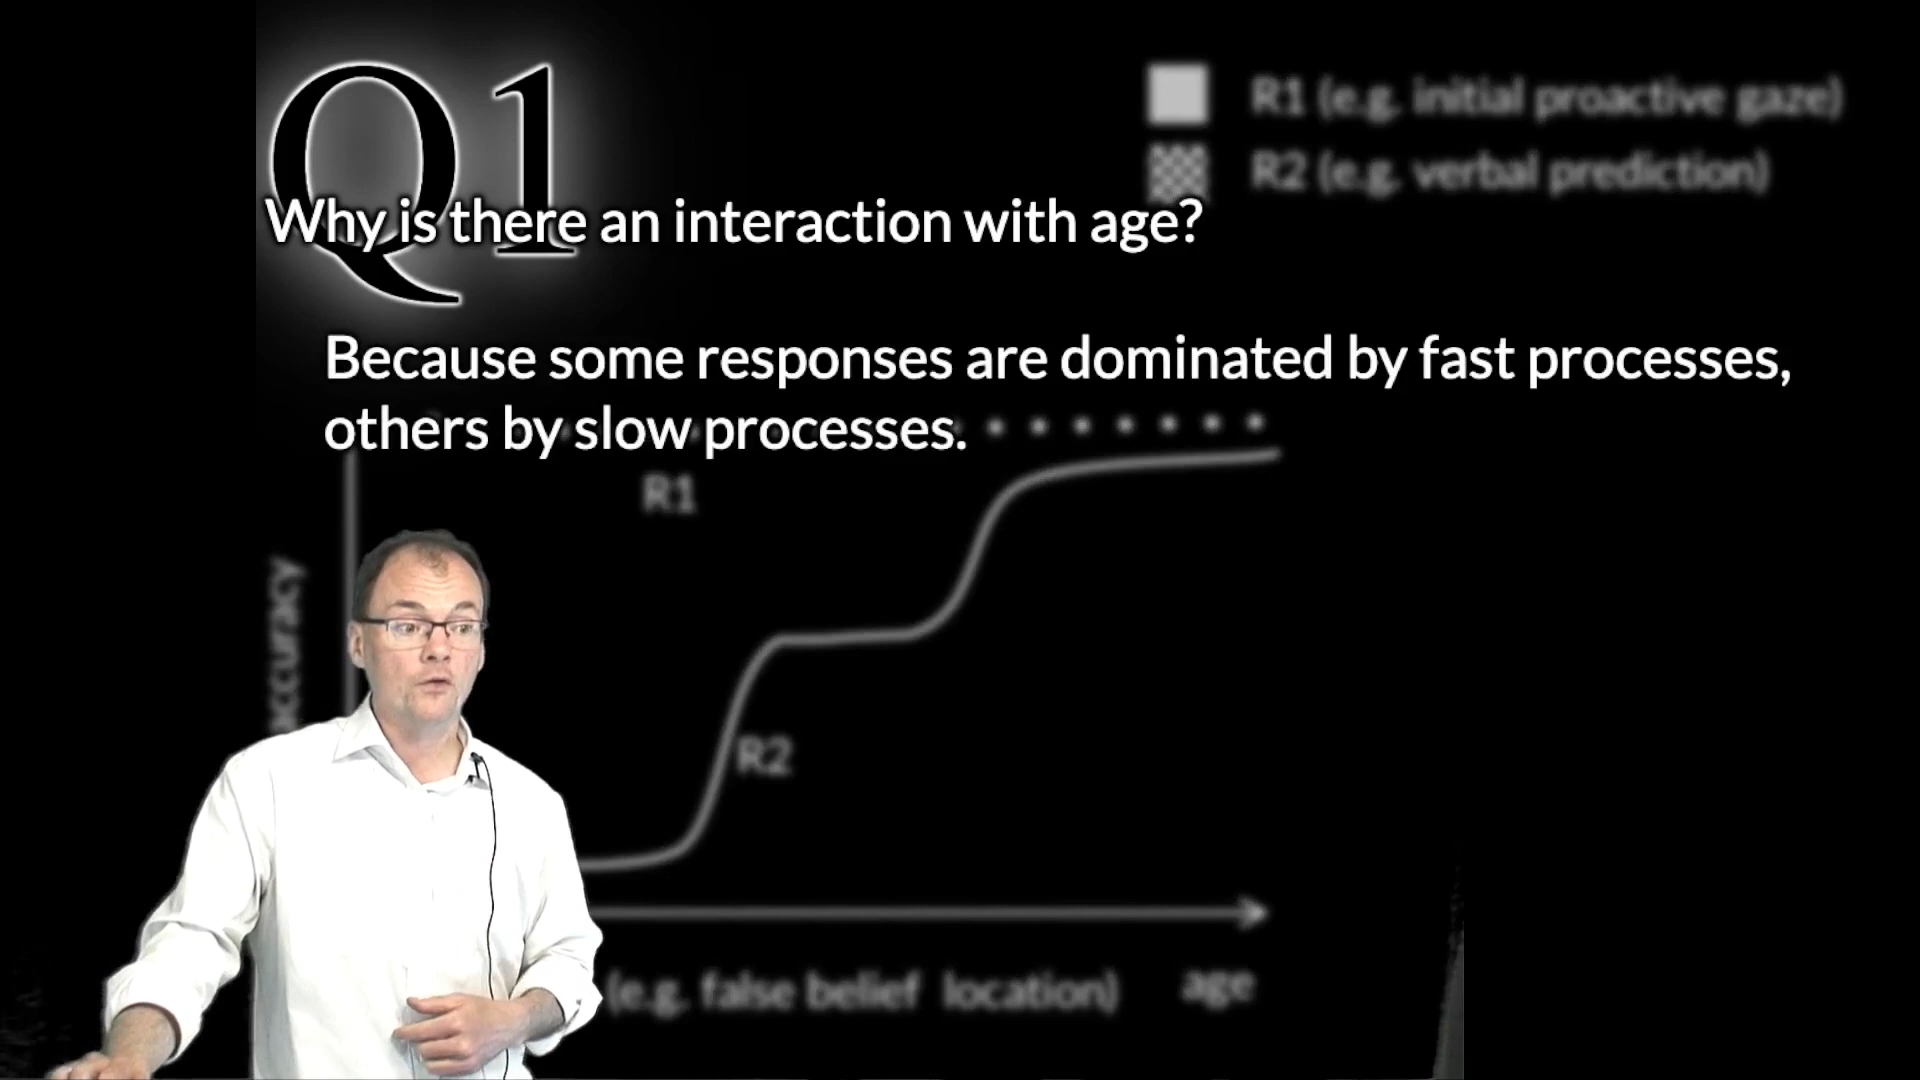 Q1
R1 (e.g. initial proactive gaze)
R2 (e.g. verbal prediction)
Why is there an interaction with age?
Because some responses are dominated by fast processes,
others by slow processes.
R1
accuracy
R2
(e.g. false belief location)
age